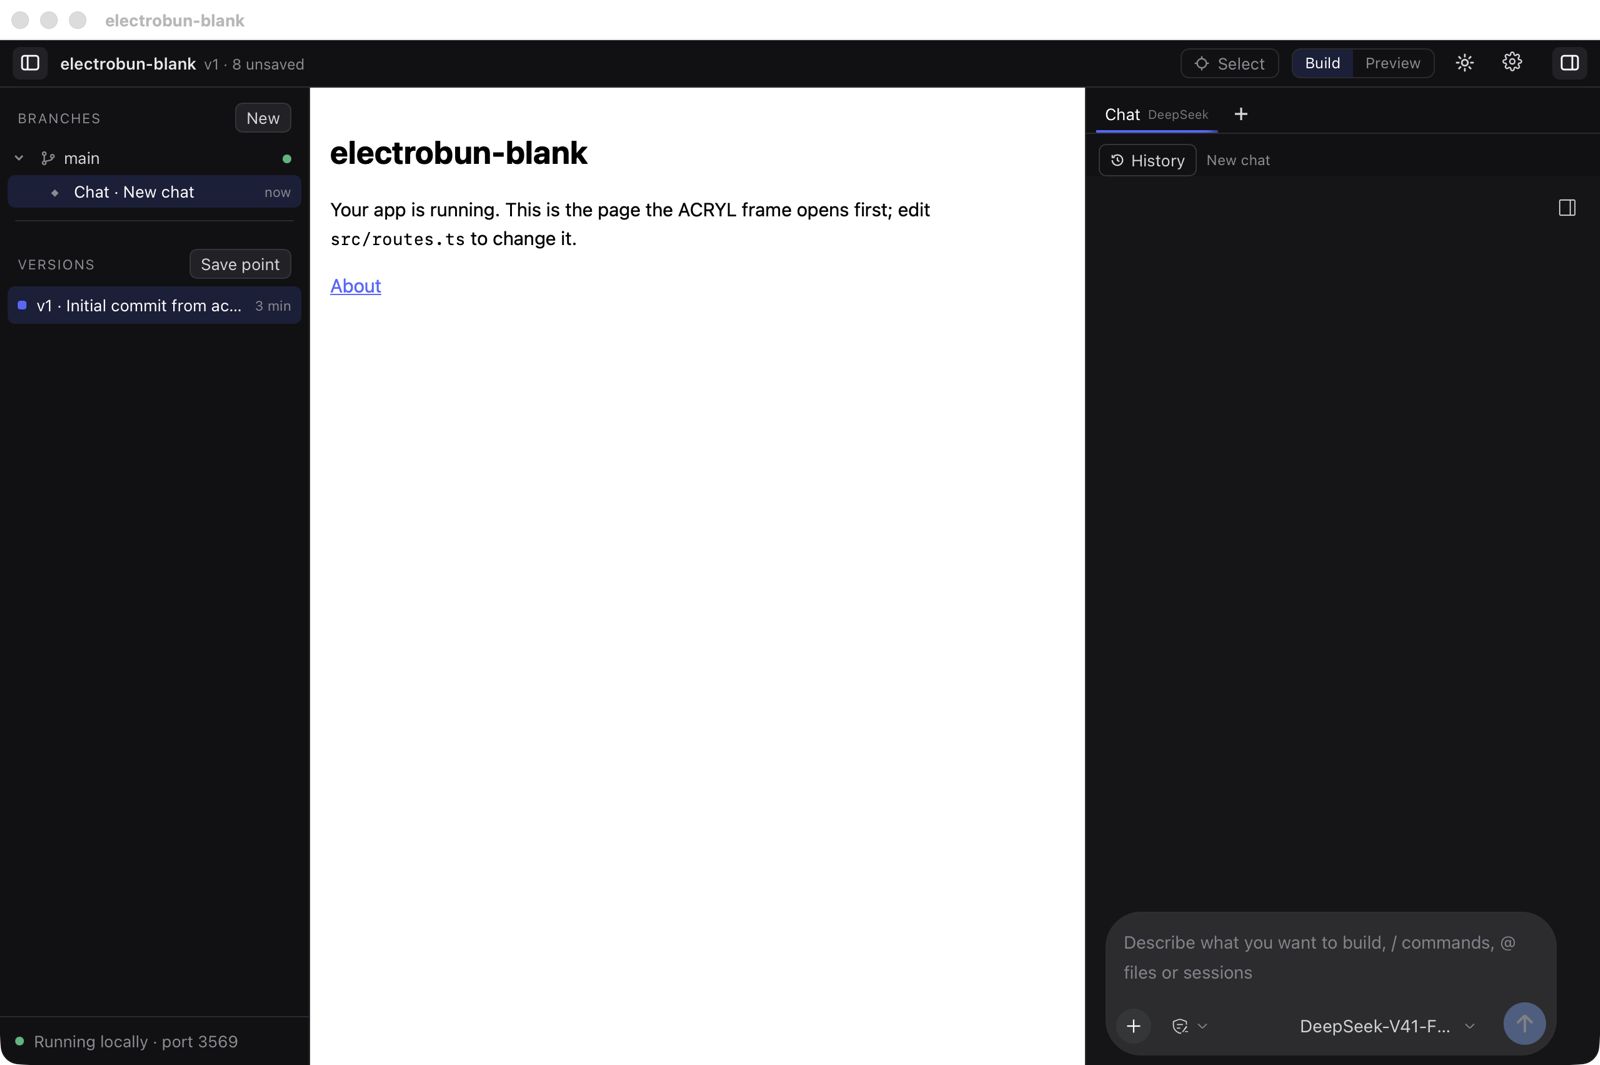 electrobun-blank
electrobun-blank v1 · 8 unsaved
Select
Build
Preview
BRANCHES
New
main
Chat · New chat now
VERSIONS
Save point
v1 · Initial commit from ac... 3 min
Running locally · port 3569
electrobun-blank
Your app is running. This is the page the ACRYL frame opens first; edit
src/routes.ts to change it.
About
Chat DeepSeek
History
New chat
Describe what you want to build, / commands, @
files or sessions
DeepSeek-V41-F...